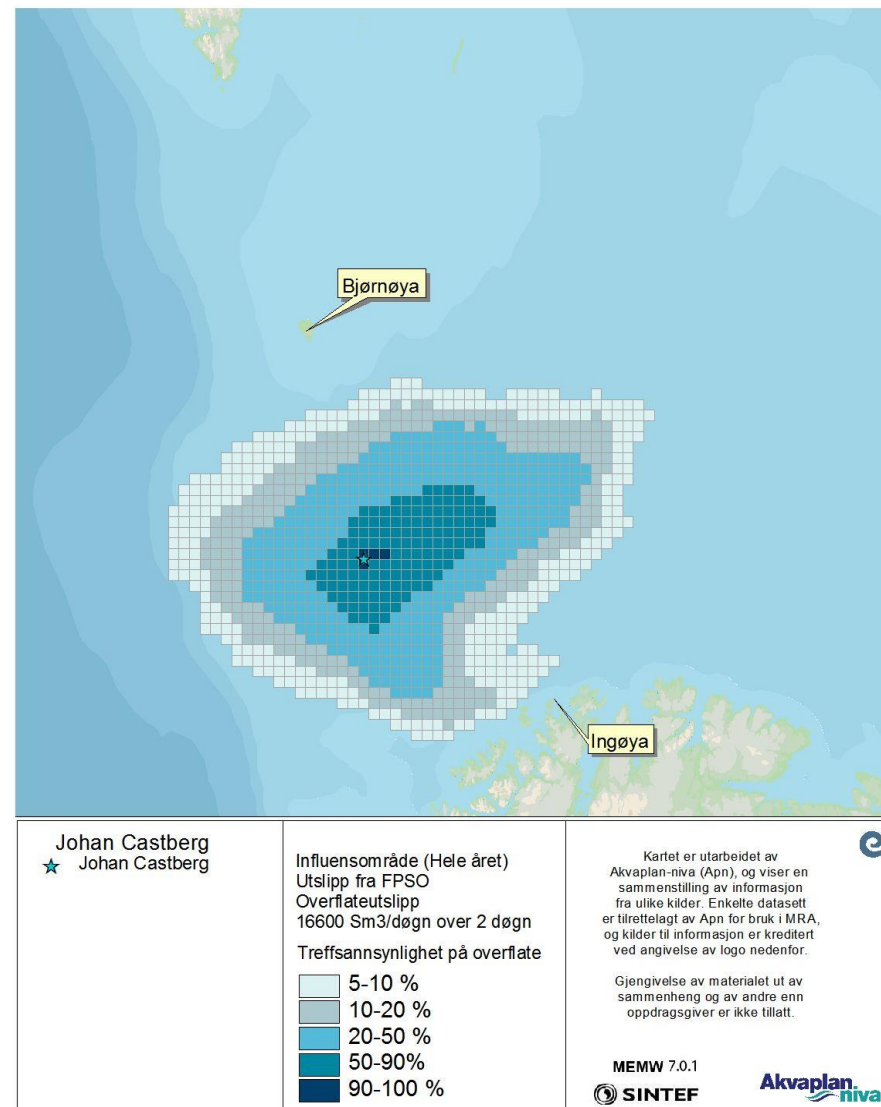 Bjørnøya
Ingøya
Johan Castberg
Johan Castberg
Influensområde (Hele året)
Utslipp fra FPSO
Overflateutslipp
16600 Sm3/døgn over 2 døgn
Treffsannsynlighet på overflate
5-10 %
10-20 %
20-50 %
50-90%
90-100 %
Kartet er utarbeidet av
Akvaplan-niva (Apn), og viser en
sammenstilling av informasjon
fra ulike kilder. Enkelte datasett
er tilrettelagt av Apn for bruk i MRA,
og kilder til informasjon er kreditert
ved angivelse av logo nedenfor.
Gjengivelse av materialet ut av
sammenheng og av andre enn
oppdragsgiver er ikke tillatt.
MEMW 7.0.1
SINTEF
Akvaplan
niva